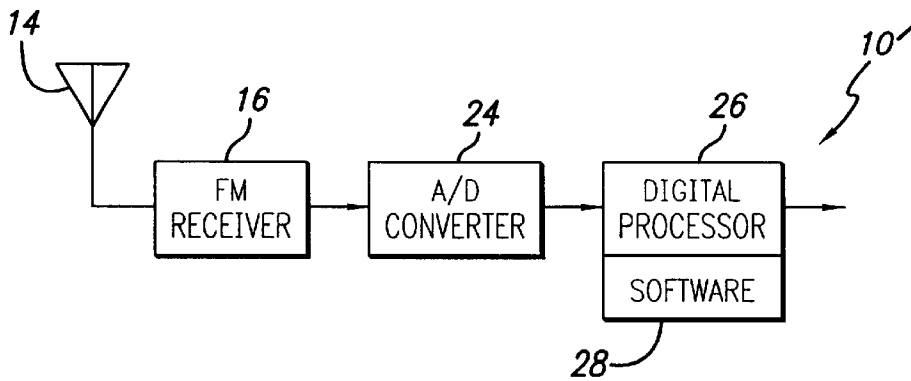 14
10'
16
24
26
FM
RECEIVER
A/D
CONVERTER
DIGITAL
PROCESSOR
SOFTWARE
28